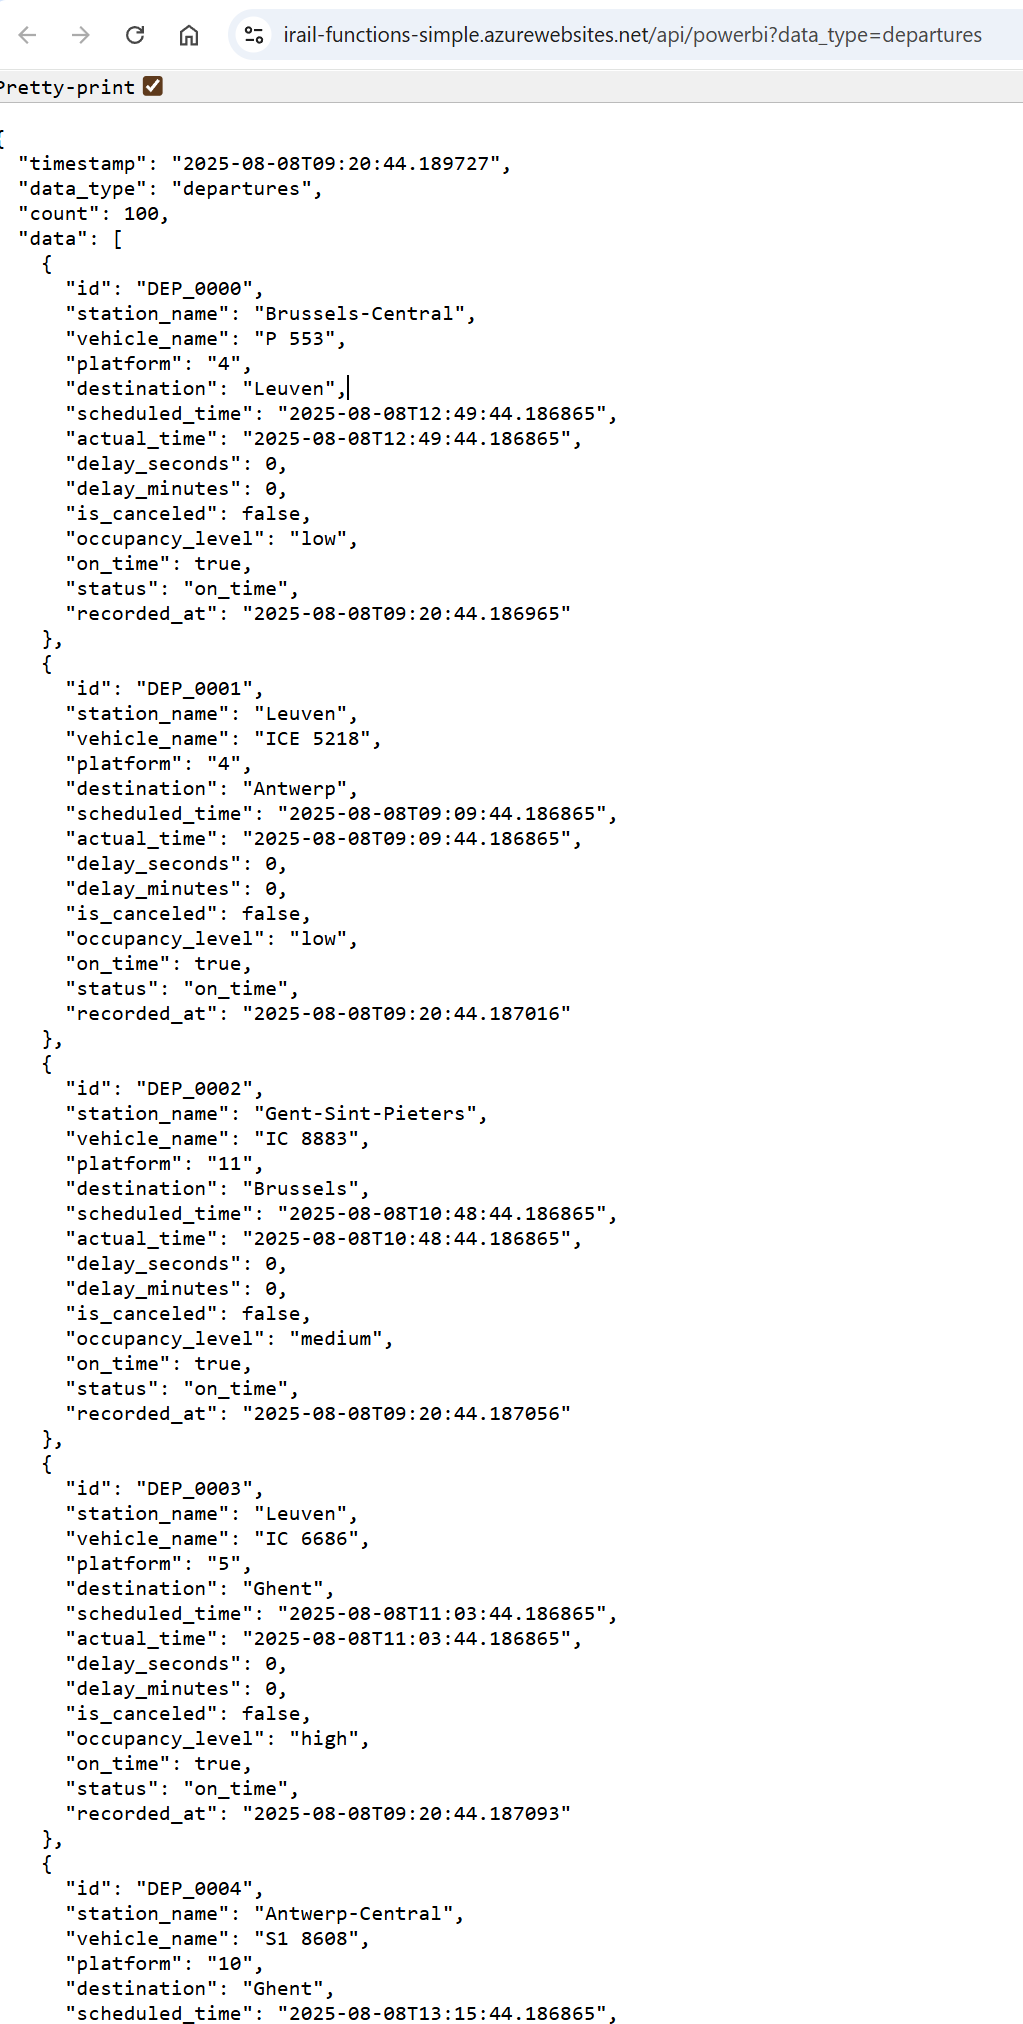 irail-functions-simple.azurewebsites.net/api/powerbi?data_type=departures
Pretty-print
{
"timestamp": "2025-08-08T09:20:44.189727",
"data_type": "departures",
"count": 100,
"data": [
{
"id": "DEP_0000",
"station_name": "Brussels-Central",
"vehicle_name": "P 553",
"platform": "4",
"destination": "Leuven",
"scheduled_time": "2025-08-08T12:49:44.186865",
"actual_time": "2025-08-08T12:49:44.186865",
"delay_seconds": 0,
"delay_minutes": 0,
"is_canceled": false,
"occupancy_level": "low",
"on_time": true,
"status": "on_time",
"recorded_at": "2025-08-08T09:20:44.186965"
},
{
"id": "DEP_0001",
"station_name": "Leuven",
"vehicle_name": "ICE 5218",
"platform": "4",
"destination": "Antwerp",
"scheduled_time": "2025-08-08T09:09:44.186865",
"actual_time": "2025-08-08T09:09:44.186865",
"delay_seconds": 0,
"delay_minutes": 0,
"is_canceled": false,
"occupancy_level": "low",
"on_time": true,
"status": "on_time",
"recorded_at": "2025-08-08T09:20:44.187016"
},
{
"id": "DEP_0002",
"station_name": "Gent-Sint-Pieters",
"vehicle_name": "IC 8883",
"platform": "11",
"destination": "Brussels",
"scheduled_time": "2025-08-08T10:48:44.186865",
"actual_time": "2025-08-08T10:48:44.186865",
"delay_seconds": 0,
"delay_minutes": 0,
"is_canceled": false,
"occupancy_level": "medium",
"on_time": true,
"status": "on_time",
"recorded_at": "2025-08-08T09:20:44.187056"
},
{
"id": "DEP_0003",
"station_name": "Leuven",
"vehicle_name": "IC 6686",
"platform": "5",
"destination": "Ghent",
"scheduled_time": "2025-08-08T11:03:44.186865",
"actual_time": "2025-08-08T11:03:44.186865",
"delay_seconds": 0,
"delay_minutes": 0,
"is_canceled": false,
"occupancy_level": "high",
"on_time": true,
"status": "on_time",
"recorded_at": "2025-08-08T09:20:44.187093"
},
{
"id": "DEP_0004",
"station_name": "Antwerp-Central",
"vehicle_name": "S1 8608",
"platform": "10",
"destination": "Ghent",
"scheduled_time": "2025-08-08T13:15:44.186865",